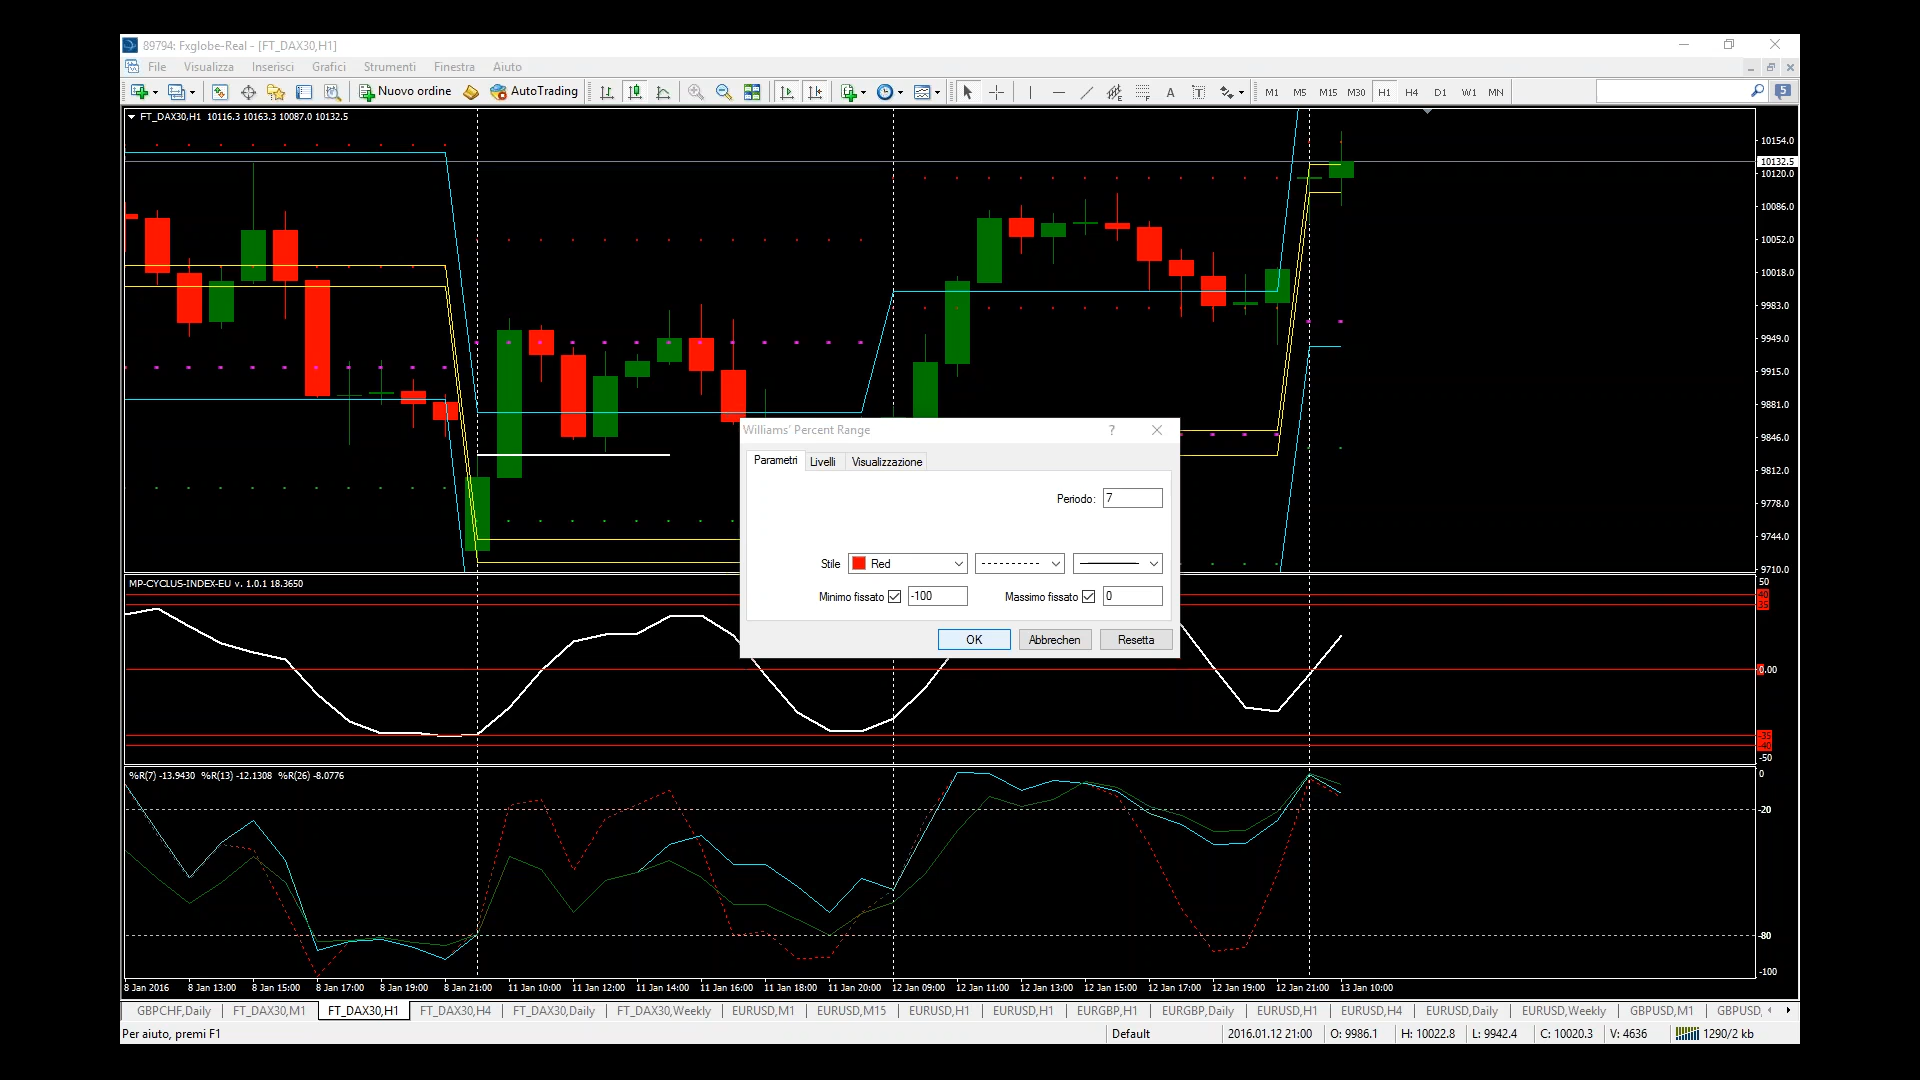 89794: Fxglobe-Real - [FT_DAX30,H1]
File Visualizza Inserisci Grafici Strumenti Finestra Aiuto
Nuovo ordine AutoTrading A T M1 M5 M15 M30 H1 H4 D1 W1 MN 5
FT_DAX30,H1 10116.3 10163.3 10087.0 10132.5
10154.0
10132.5
10120.0
10086.0
10052.0
10018.0
9983.0
9949.0
9915.0
9881.0
9846.0
9812.0
9778.0
9744.0
9710.0
Williams' Percent Range ?
Parametri Livelli Visualizzazione
Periodo: 7
Stile Red
Minimo fissato -100 Massimo fissato 0
OK Abbrechen Resetta
MP-CYCLUS-INDEX-EU v. 1.0.1 18.3650
50
40
35
0.00
-35
-40
-50
%R(7) -13.9430 %R(13) -12.1308 %R(26) -8.0776
0
-20
-80
-100
8 Jan 2016 8 Jan 13:00 8 Jan 15:00 8 Jan 17:00 8 Jan 19:00 8 Jan 21:00 11 Jan 10:00 11 Jan 12:00 11 Jan 14:00 11 Jan 16:00 11 Jan 18:00 11 Jan 20:00 12 Jan 09:00 12 Jan 11:00 12 Jan 13:00 12 Jan 15:00 12 Jan 17:00 12 Jan 19:00 12 Jan 21:00 13 Jan 10:00
GBPCHF,Daily FT_DAX30,M1 FT_DAX30,H1 FT_DAX30,H4 FT_DAX30,Daily FT_DAX30,Weekly EURUSD,M1 EURUSD,M15 EURUSD,H1 EURUSD,H1 EURGBP,H1 EURGBP,Daily EURUSD,H1 EURUSD,H4 EURUSD,Daily EURUSD,Weekly GBPUSD,M1 GBPUSD,
Per aiuto, premi F1 Default 2016.01.12 21:00 O: 9986.1 H: 10022.8 L: 9942.4 C: 10020.3 V: 4636 1290/2 kb